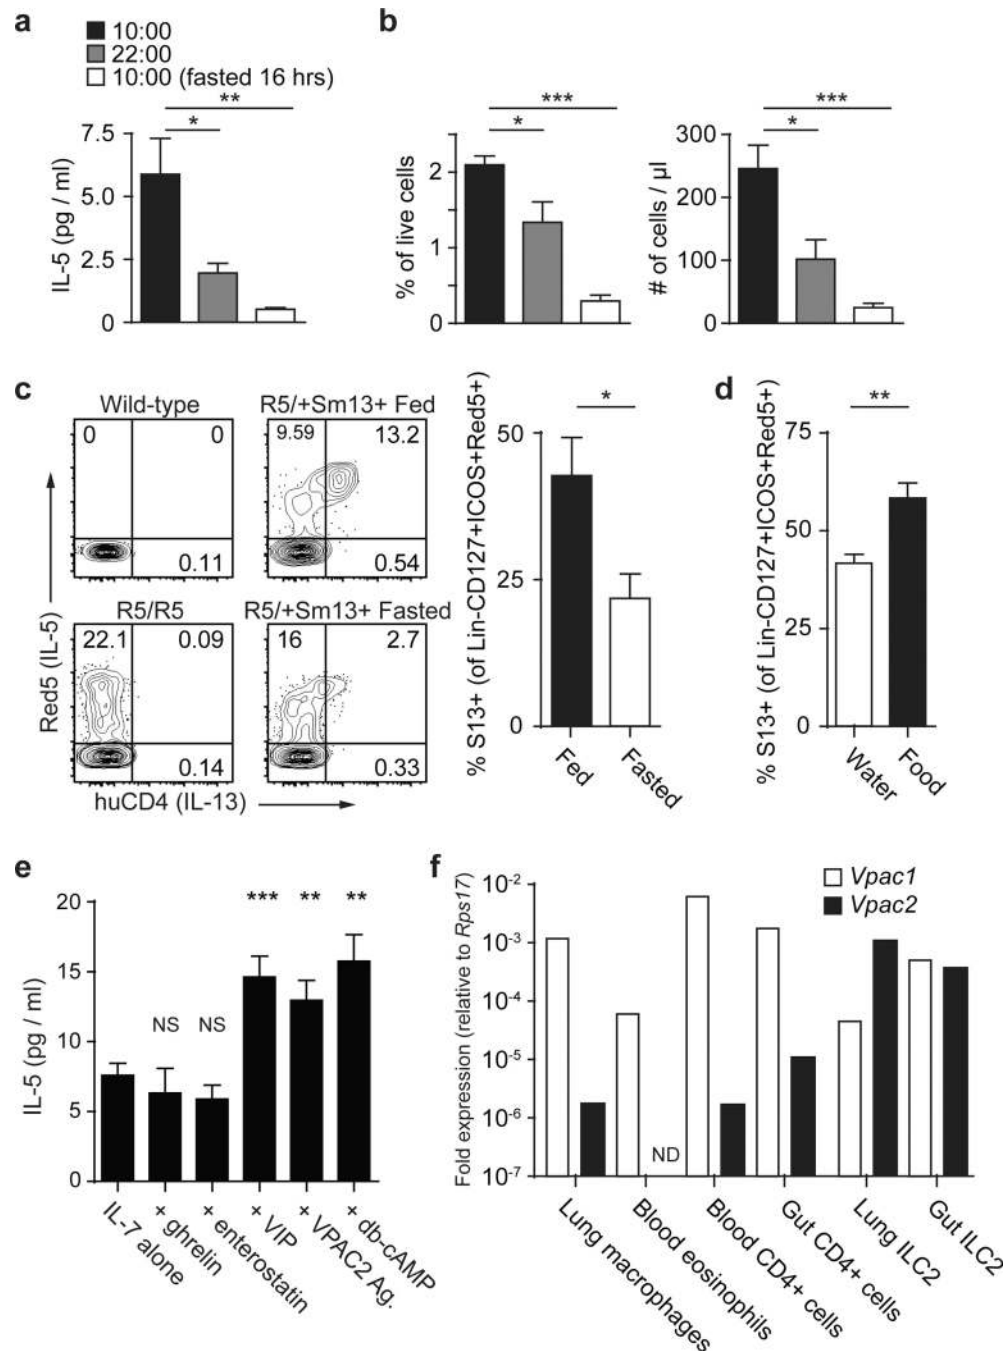 a
10:00
22:00
10:00 (fasted 16 hrs)
**
*
7.5
5.0
2.5
0
IL-5 (pg / ml)
b
***
*
2
1
0
% of live cells
***
*
300
200
100
0
# of cells / µl
c
Wild-type
0
0
0.11
R5/+Sm13+ Fed
9.59
13.2
0.54
R5/R5
22.1
0.09
0.14
R5/+Sm13+ Fasted
16
2.7
0.33
Red5 (IL-5)
huCD4 (IL-13)
% S13+ (of Lin-CD127+ICOS+Red5+)
50
25
0
*
Fed
Fasted
d
% S13+ (of Lin-CD127+ICOS+Red5+)
75
50
25
0
**
Water
Food
e
IL-5 (pg / ml)
20
15
10
5
0
NS
NS
***
**
**
IL-7 alone
+ ghrelin
+ enterostatin
+ VIP
+ VPAC2 Ag.
+ db-cAMP
f
Vpac1
Vpac2
Fold expression (relative to Rps17)
10⁻²
10⁻³
10⁻⁴
10⁻⁵
10⁻⁶
10⁻⁷
ND
Lung macrophages
Blood eosinophils
Blood CD4+ cells
Gut CD4+ cells
Lung ILC2
Gut ILC2